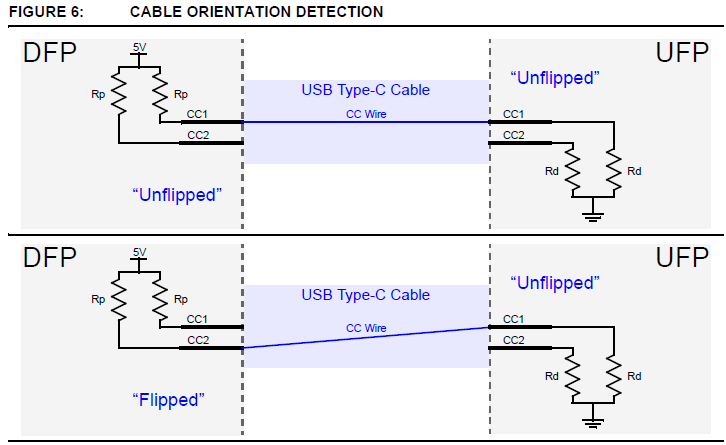 FIGURE 6: CABLE ORIENTATION DETECTION
DFP
5V
UFP
Rp
Rp
USB Type-C Cable
“Unflipped”
CC1
CC Wire
CC1
CC2
CC2
Rd
Rd
“Unflipped”
DFP
5V
UFP
Rp
Rp
USB Type-C Cable
“Unflipped”
CC1
CC Wire
CC1
CC2
CC2
Rd
Rd
“Flipped”